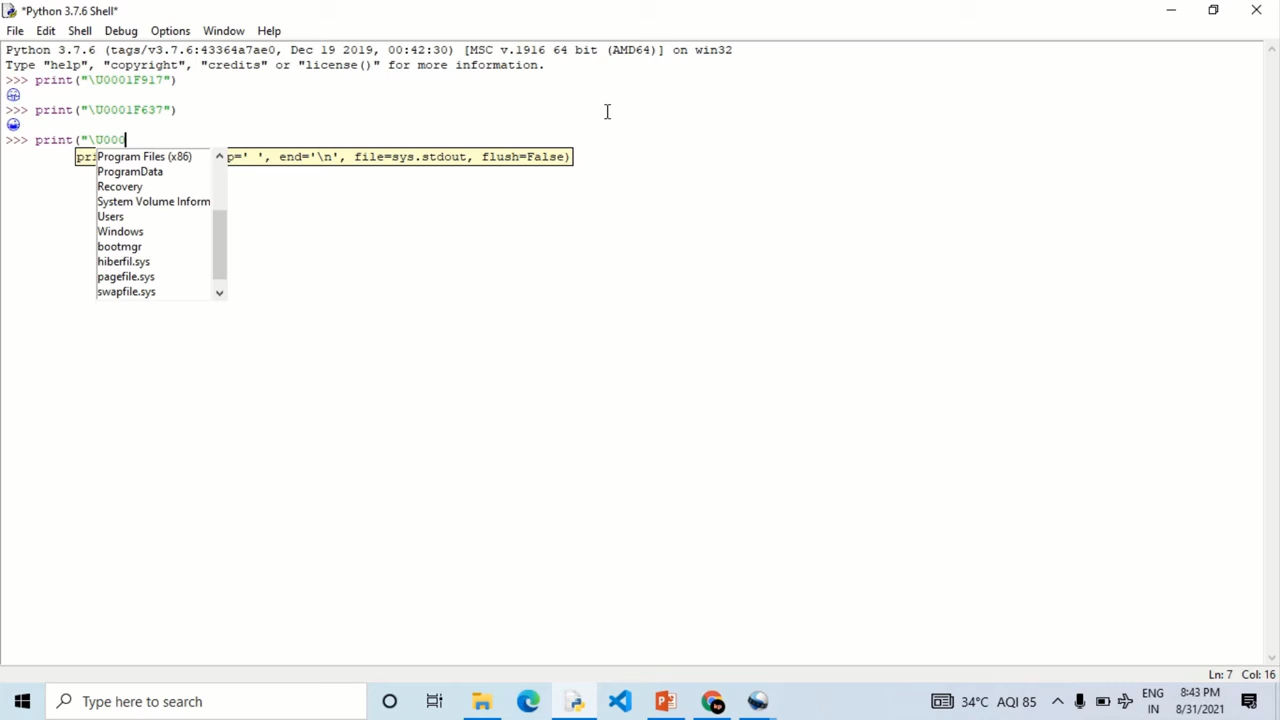 *Python 3.7.6 Shell*
File Edit Shell Debug Options Window Help
Python 3.7.6 (tags/v3.7.6:43364a7ae0, Dec 19 2019, 00:42:30) [MSC v.1916 64 bit (AMD64)] on win32
Type "help", "copyright", "credits" or "license()" for more information.
>>> print("\U0001F917")
🤗
>>> print("\U0001F637")
😷
>>> print("\U000
pri p=' ', end='\n', file=sys.stdout, flush=False)
Program Files (x86)
ProgramData
Recovery
System Volume Inform
Users
Windows
bootmgr
hiberfil.sys
pagefile.sys
swapfile.sys
Ln: 7 Col: 16
Type here to search
34°C AQI 85
ENG
IN
8:43 PM
8/31/2021